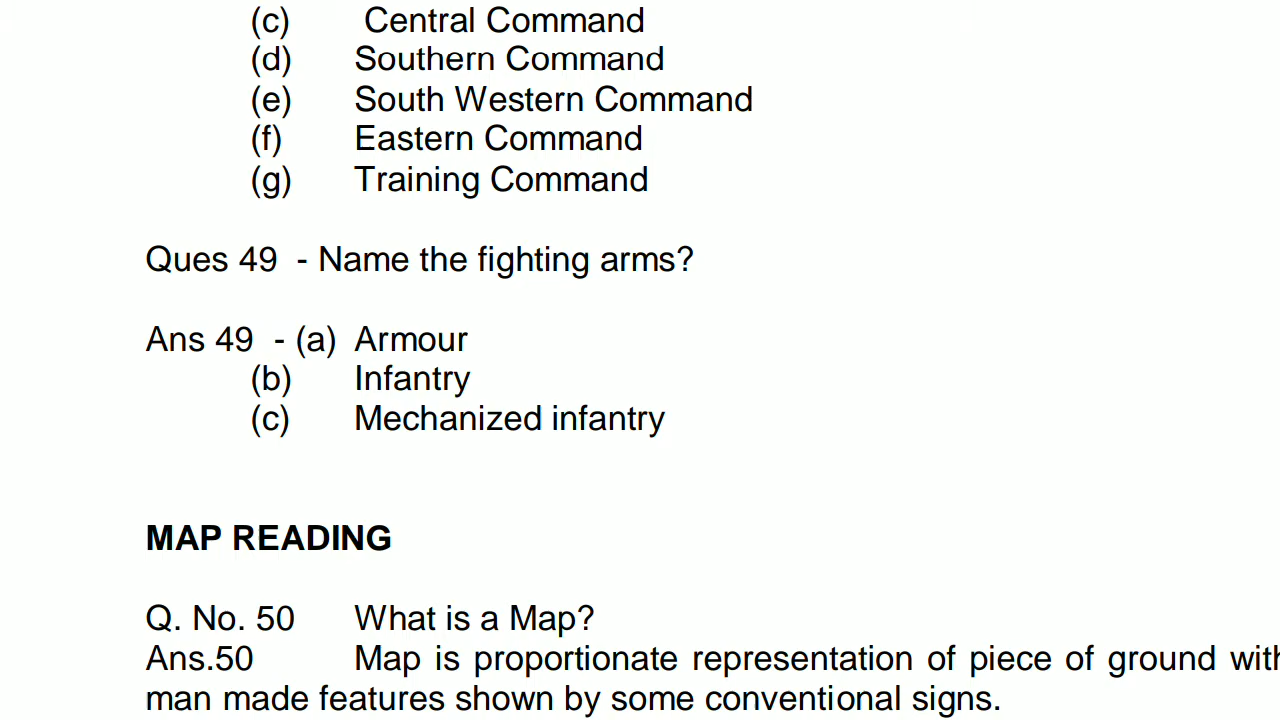 (c) Central Command
(d) Southern Command
(e) South Western Command
(f) Eastern Command
(g) Training Command
Ques 49 - Name the fighting arms?
Ans 49 - (a) Armour
(b) Infantry
(c) Mechanized infantry
MAP READING
Q. No. 50 What is a Map?
Ans.50 Map is proportionate representation of piece of ground with
man made features shown by some conventional signs.